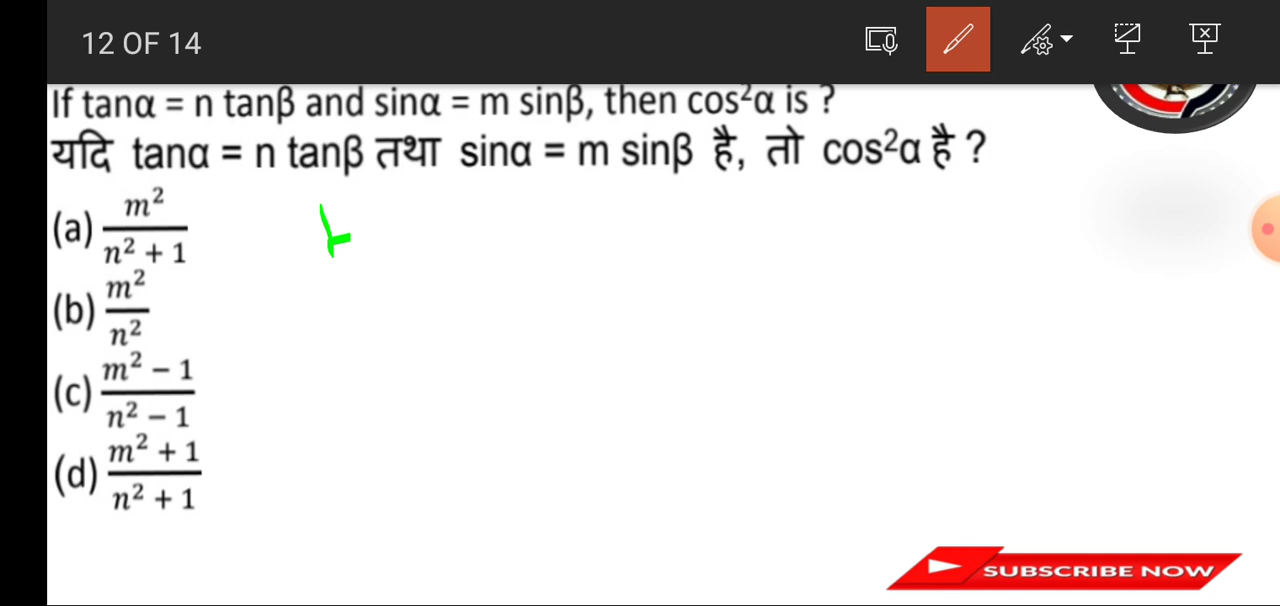 12 OF 14
If tanα = n tanβ and sinα = m sinβ, then cos²α is ?
यदि tanα = n tanβ तथा sinα = m sinβ है, तो cos²α है ?
(a) m² / n² + 1
(b) m² / n²
(c) m² − 1 / n² − 1
(d) m² + 1 / n² + 1
SUBSCRIBE NOW